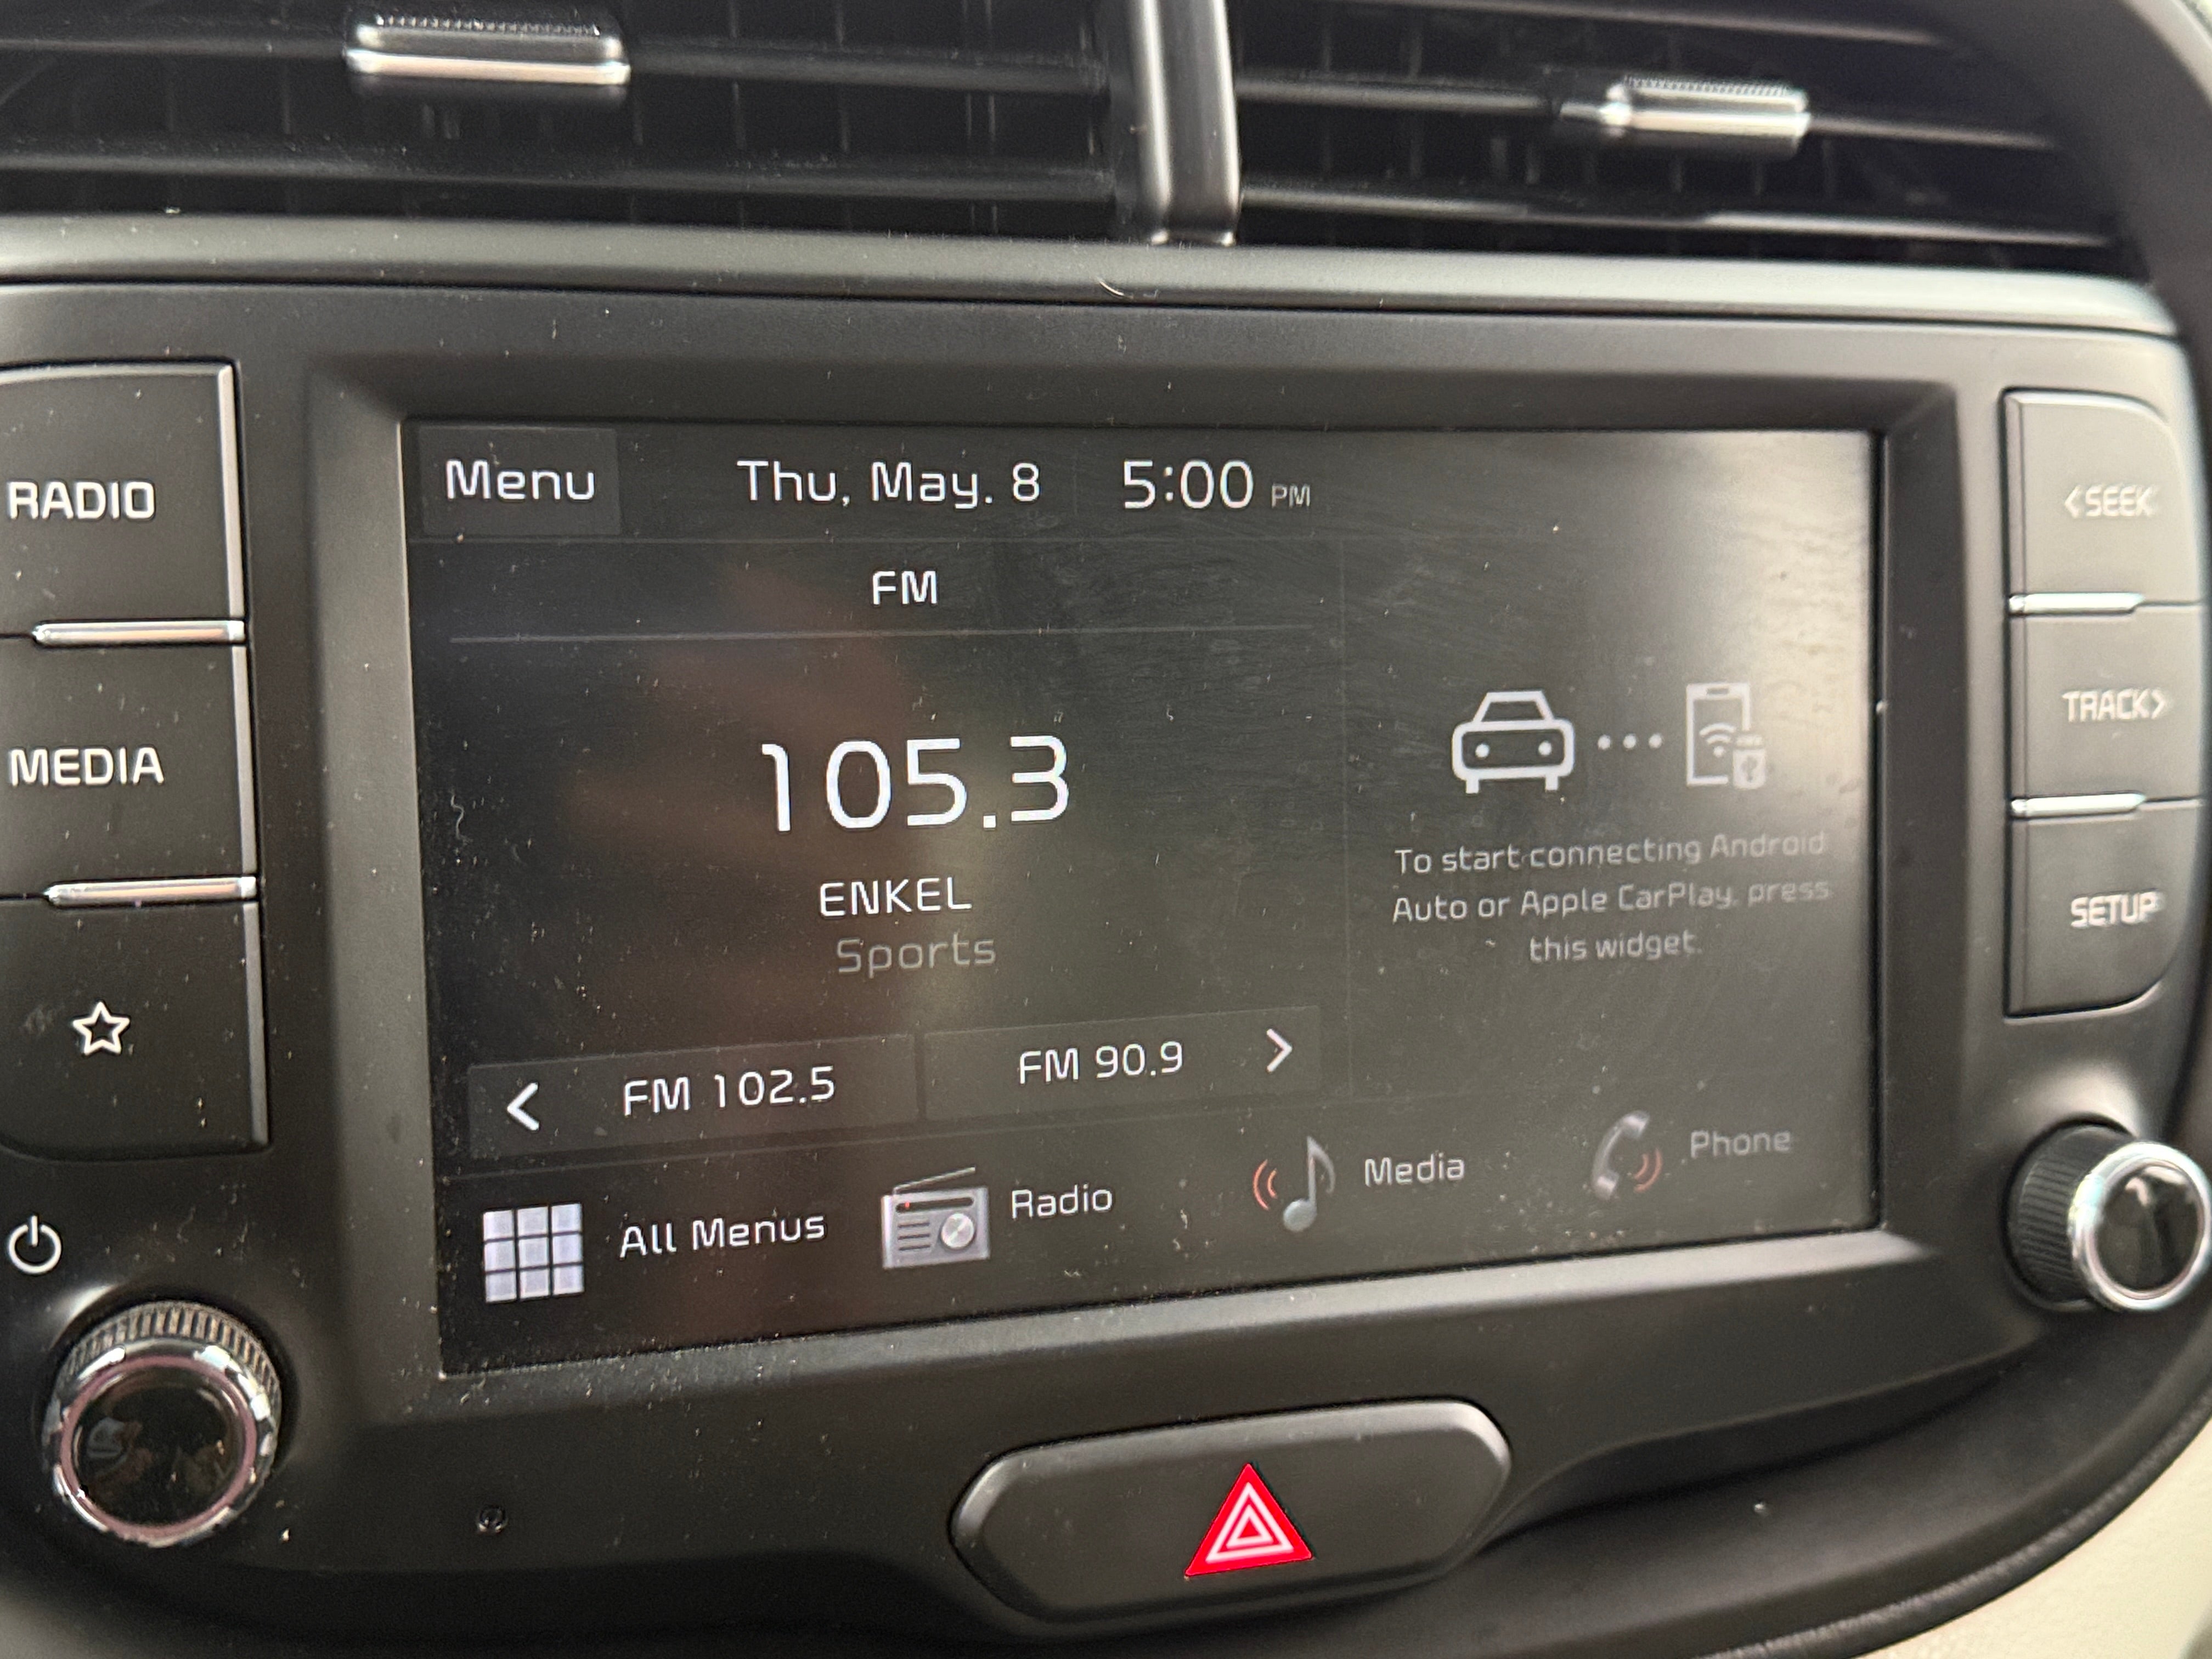 RADIO
MEDIA
Menu
Thu, May. 8
5:00 PM
FM
105.3
ENKEL
Sports
FM 102.5
FM 90.9
All Menus
Radio
Media
Phone
To start connecting Android
Auto or Apple CarPlay, press
this widget.
<SEEK
TRACK>
SETUP